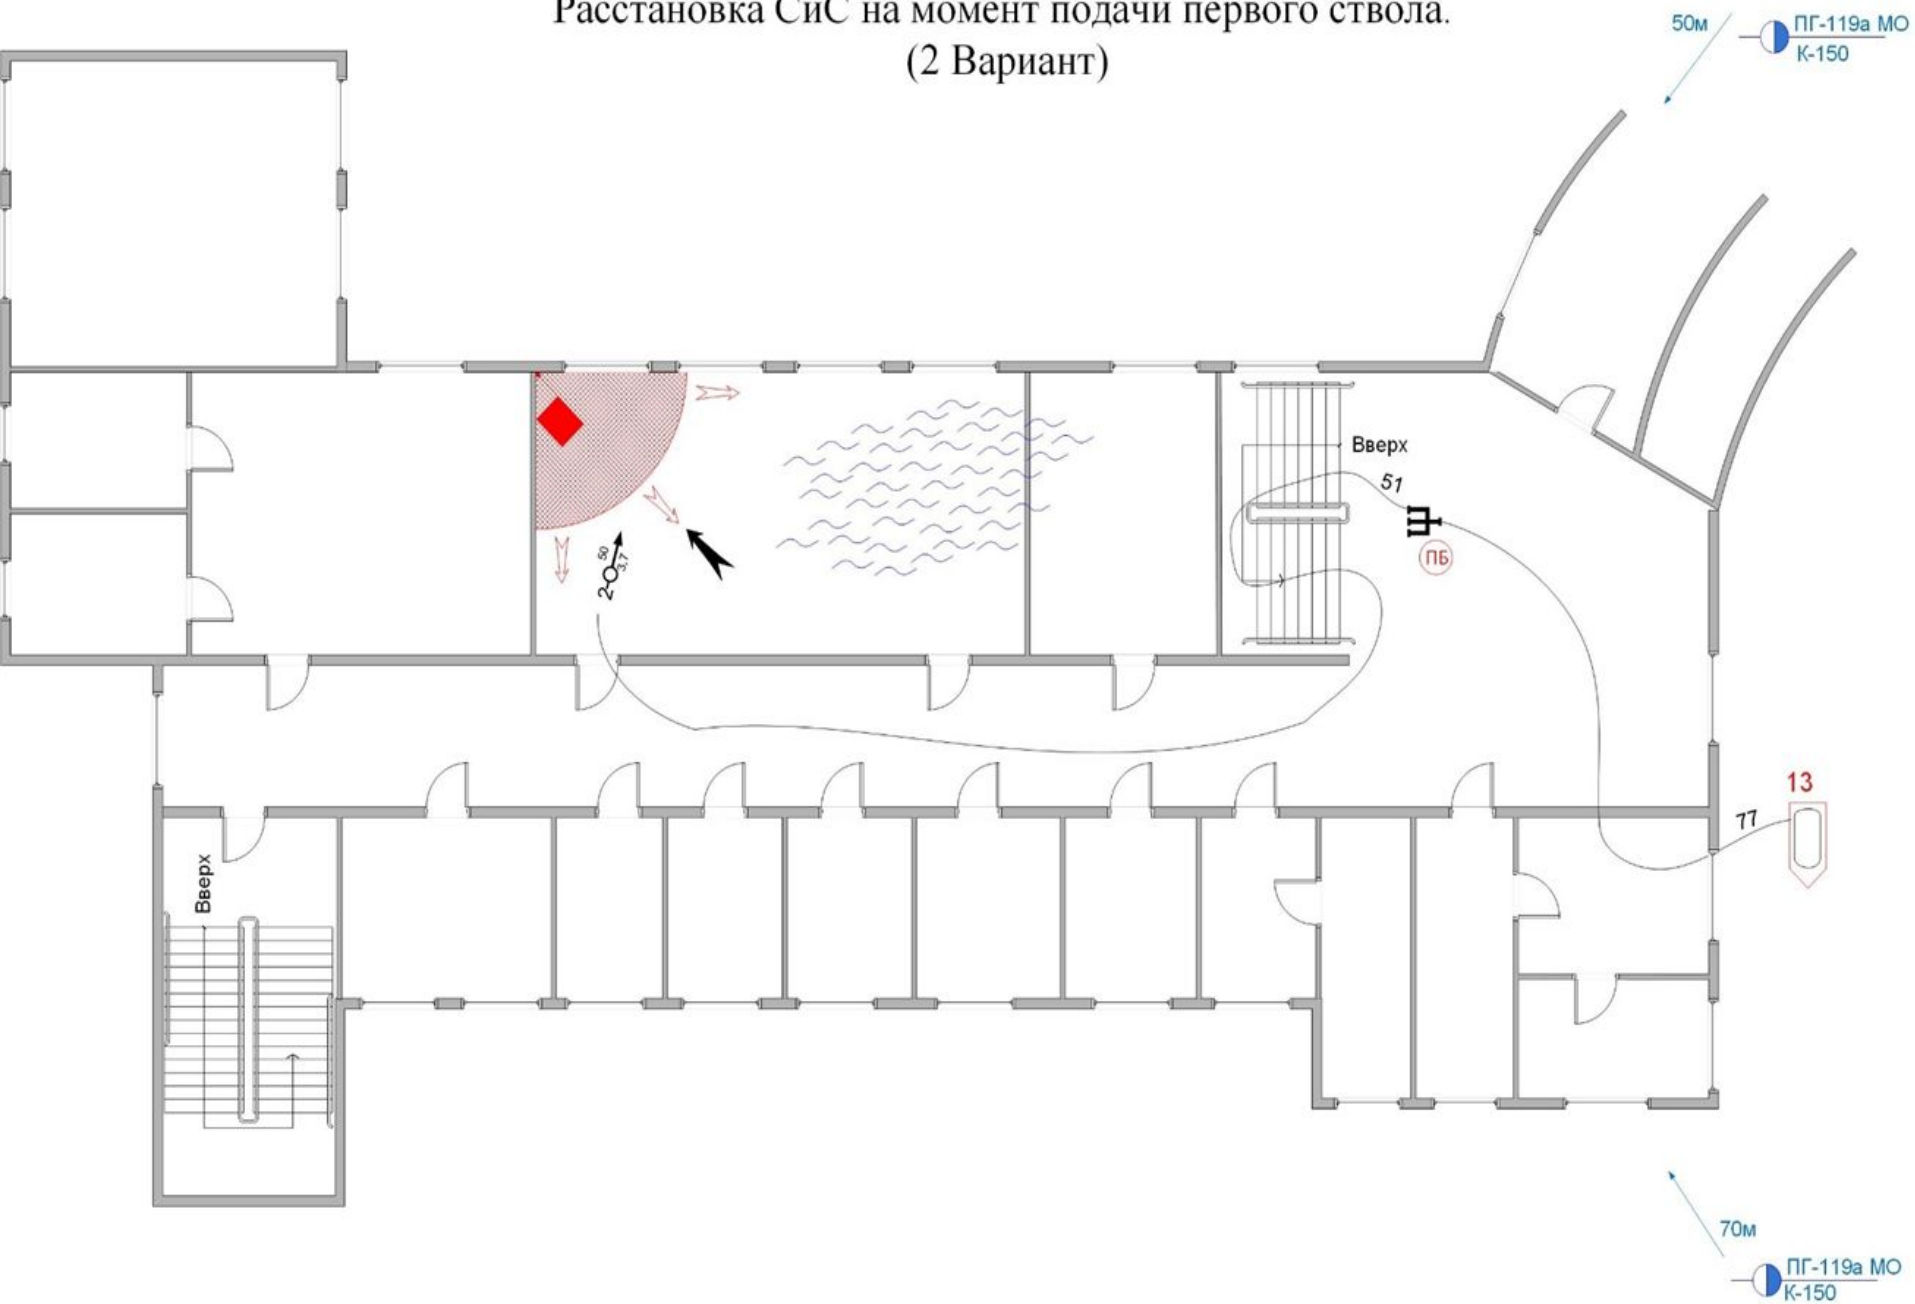 Расстановка СиС на момент подачи первого ствола.
(2 Вариант)
50м
ПГ-119а МО
К-150
Вверх
51
ПБ
50
2
3,7
13
77
Вверх
70м
ПГ-119а МО
К-150